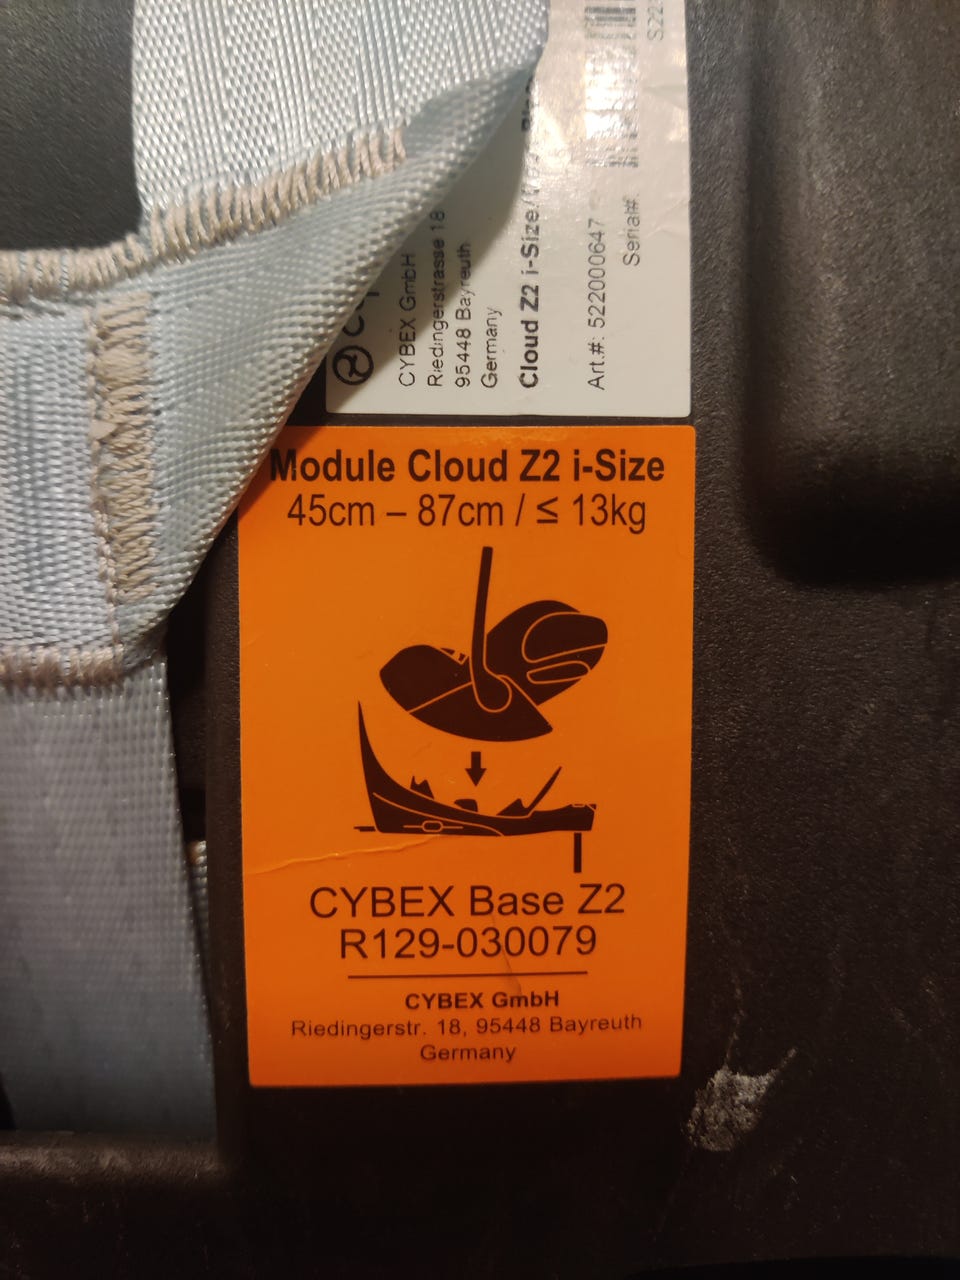 CYBEX GmbH
Riedingerstrasse 18
95448 Bayreuth
Germany
Cloud Z2 i-Size/
Art.#: 522000647
Serial#:
S22
Module Cloud Z2 i-Size
45cm – 87cm / ≤ 13kg
CYBEX Base Z2
R129-030079
CYBEX GmbH
Riedingerstr. 18, 95448 Bayreuth
Germany